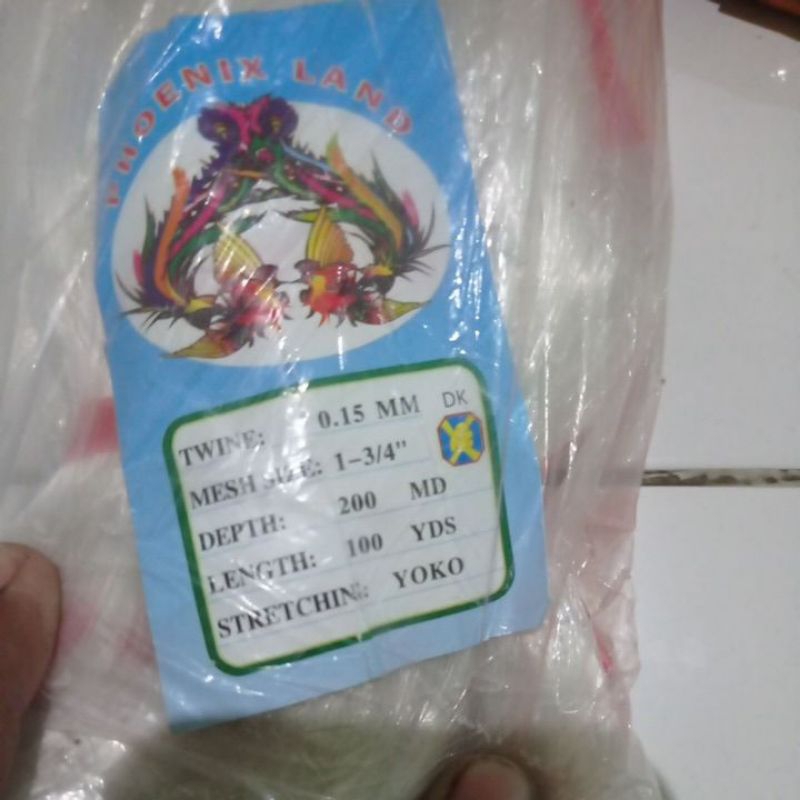 PHOENIX LAND
TWINE: 0.15 MM DK
MESH SIZE: 1-3/4"
DEPTH: 200 MD
LENGTH: 100 YDS
STRETCHING: YOKO